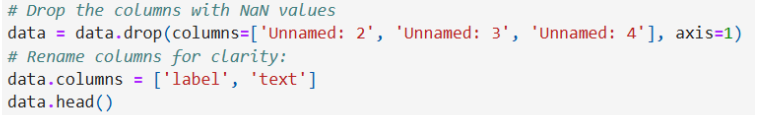 # Drop the columns with NaN values
data = data.drop(columns=['Unnamed: 2', 'Unnamed: 3', 'Unnamed: 4'], axis=1)
# Rename columns for clarity:
data.columns = ['label', 'text']
data.head()